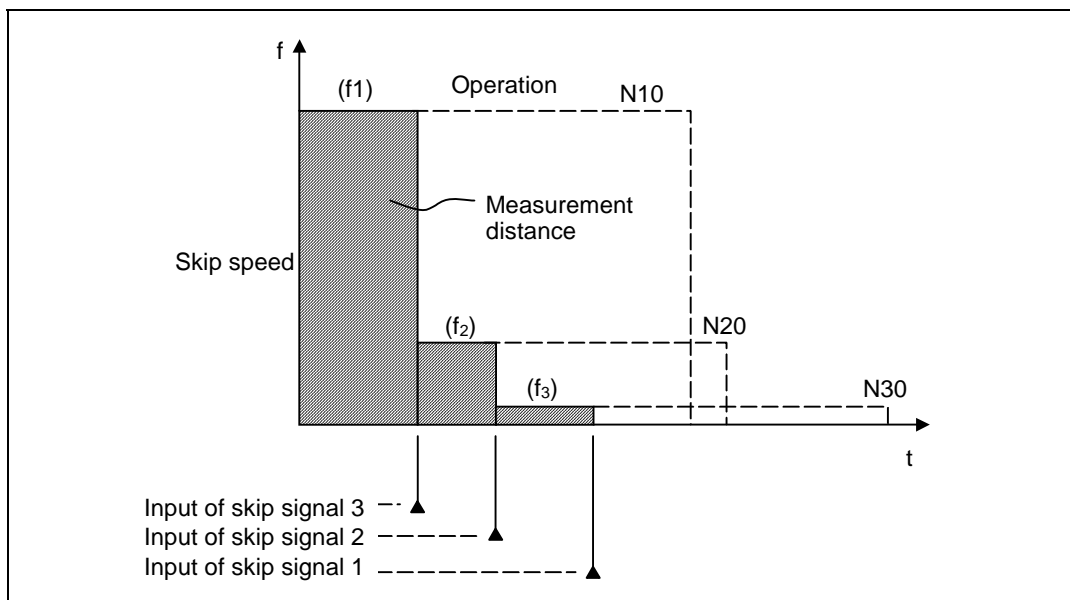 f
(f1)
Operation
N10
Measurement
distance
Skip speed
(f₂)
N20
(f₃)
N30
t
Input of skip signal 3
Input of skip signal 2
Input of skip signal 1